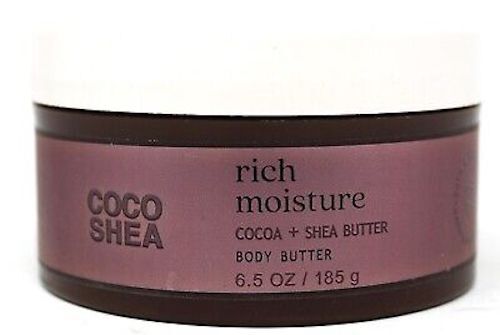 COCO
SHEA
rich
moisture
COCOA + SHEA BUTTER
BODY BUTTER
6.5 OZ / 185 g